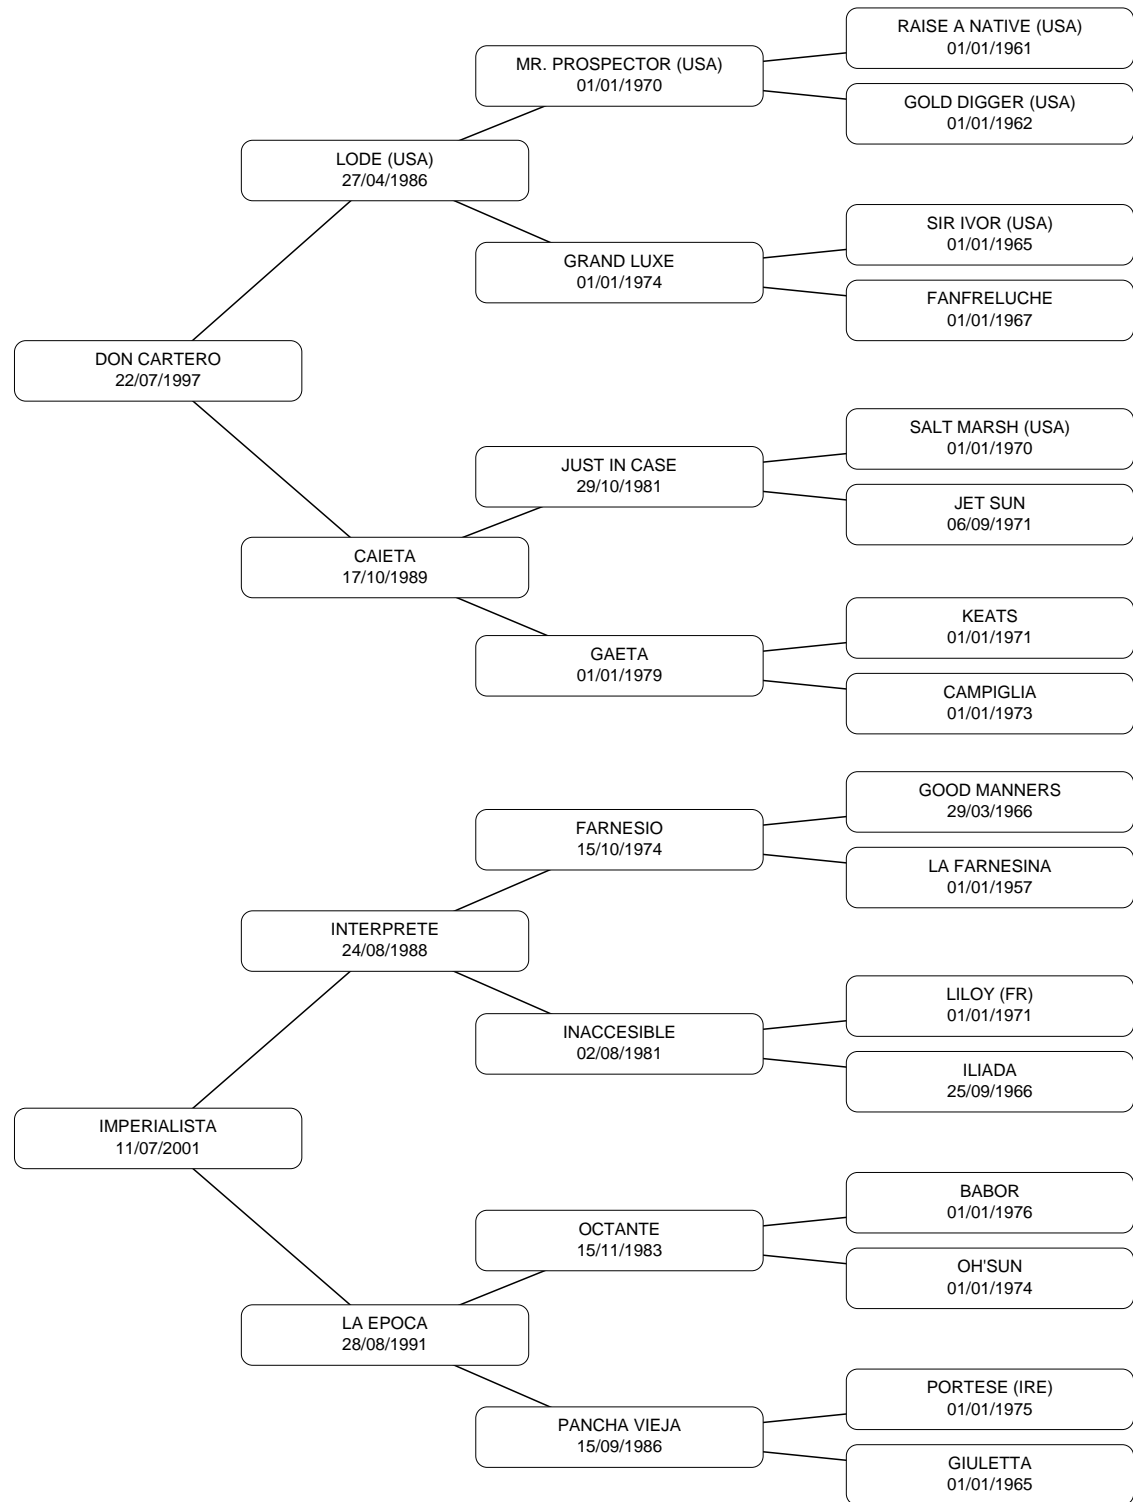 RAISE A NATIVE (USA)
01/01/1961
MR. PROSPECTOR (USA)
01/01/1970
GOLD DIGGER (USA)
01/01/1962
LODE (USA)
27/04/1986
SIR IVOR (USA)
01/01/1965
GRAND LUXE
01/01/1974
FANFRELUCHE
01/01/1967
DON CARTERO
22/07/1997
SALT MARSH (USA)
01/01/1970
JUST IN CASE
29/10/1981
JET SUN
06/09/1971
CAIETA
17/10/1989
KEATS
01/01/1971
GAETA
01/01/1979
CAMPIGLIA
01/01/1973
GOOD MANNERS
29/03/1966
FARNESIO
15/10/1974
LA FARNESINA
01/01/1957
INTERPRETE
24/08/1988
LILOY (FR)
01/01/1971
INACCESIBLE
02/08/1981
ILIADA
25/09/1966
IMPERIALISTA
11/07/2001
BABOR
01/01/1976
OCTANTE
15/11/1983
OH'SUN
01/01/1974
LA EPOCA
28/08/1991
PORTESE (IRE)
01/01/1975
PANCHA VIEJA
15/09/1986
GIULETTA
01/01/1965